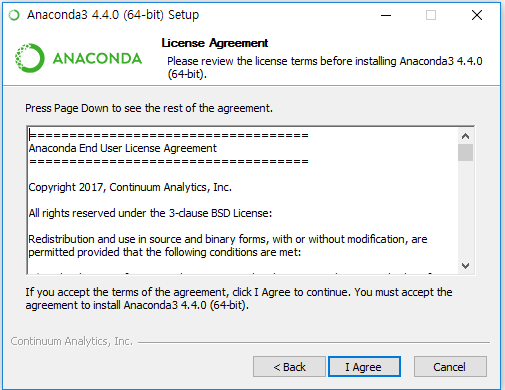 Anaconda3 4.4.0 (64-bit) Setup
ANACONDA
License Agreement
Please review the license terms before installing Anaconda3 4.4.0
(64-bit).
Press Page Down to see the rest of the agreement.
===================================
Anaconda End User License Agreement
===================================
Copyright 2017, Continuum Analytics, Inc.
All rights reserved under the 3-clause BSD License:
Redistribution and use in source and binary forms, with or without modification, are
permitted provided that the following conditions are met:
If you accept the terms of the agreement, click I Agree to continue. You must accept the
agreement to install Anaconda3 4.4.0 (64-bit).
Continuum Analytics, Inc.
< Back
I Agree
Cancel